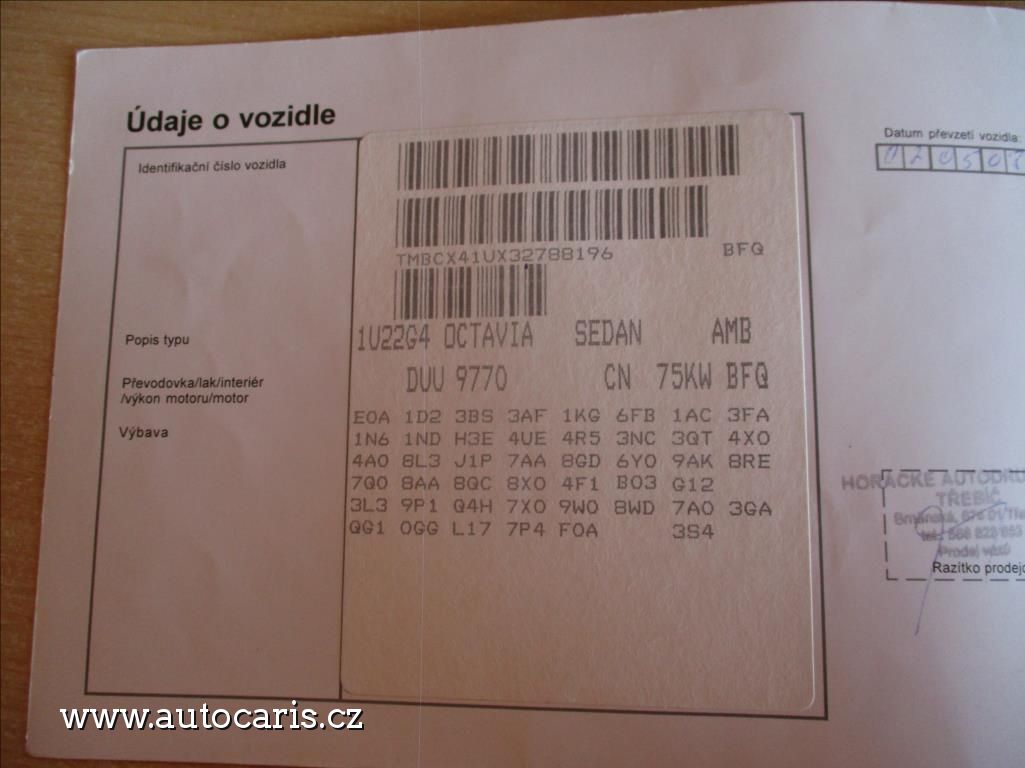 Údaje o vozidle
Datum převzetí vozidla:
Identifikační číslo vozidla
TMBCX41UX32788196 BFQ
Popis typu
1U22G4 OCTAVIA SEDAN AMB
Převodovka/lak/interiér
/výkon motoru/motor
DUU 9770 CN 75KW BFQ
Výbava
E0A 1D2 3BS 3AF 1KG 6FB 1AC 3FA
1N6 1ND H3E 4UE 4R5 3NC 3QT 4X0
4A0 8L3 J1P 7AA 8GD 6Y0 9AK 8RE
7Q0 8AA 8QC 8X0 4F1 B03 G12
3L3 9P1 Q4H 7X0 9W0 8WD 7A0 3GA
QG1 0GG L17 7P4 F0A 3S4
HORÁCKÉ AUTODRU
TŘEBÍČ
Prodej vozů
Razítko prodejc
www.autocaris.cz